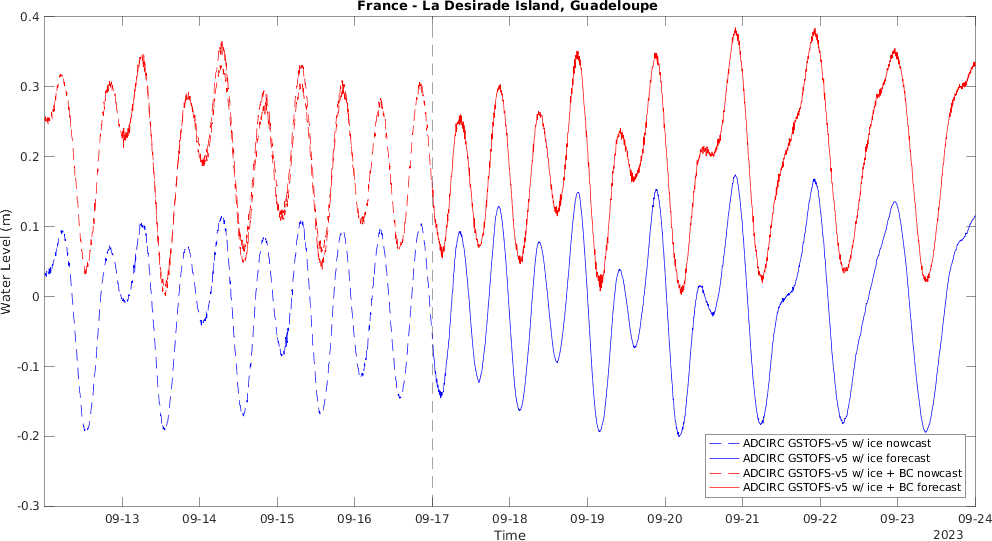 France - La Desirade Island, Guadeloupe
0.4
0.3
0.2
0.1
0
-0.1
-0.2
-0.3
Water Level (m)
09-13 09-14 09-15 09-16 09-17 09-18 09-19 09-20 09-21 09-22 09-23 09-24
Time
2023
ADCIRC GSTOFS-v5 w/ ice nowcast
ADCIRC GSTOFS-v5 w/ ice forecast
ADCIRC GSTOFS-v5 w/ ice + BC nowcast
ADCIRC GSTOFS-v5 w/ ice + BC forecast